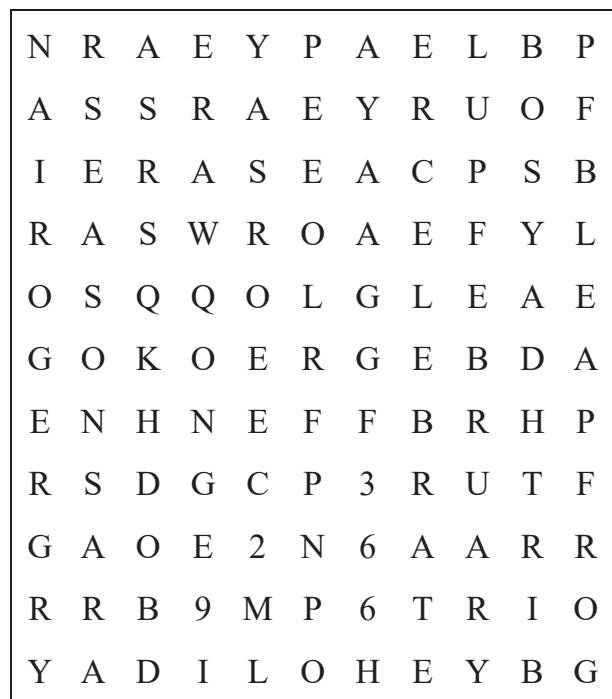 N R A E Y P A E L B P
A S S R A E Y R U O F
I E R A S E A C P S B
R A S W R O A E F Y L
O S Q Q O L G L E A E
G O K O E R G E B D A
E N H N E F F B R H P
R S D G C P 3 R U T F
G A O E 2 N 6 A A R R
R R B 9 M P 6 T R I O
Y A D I L O H E Y B G